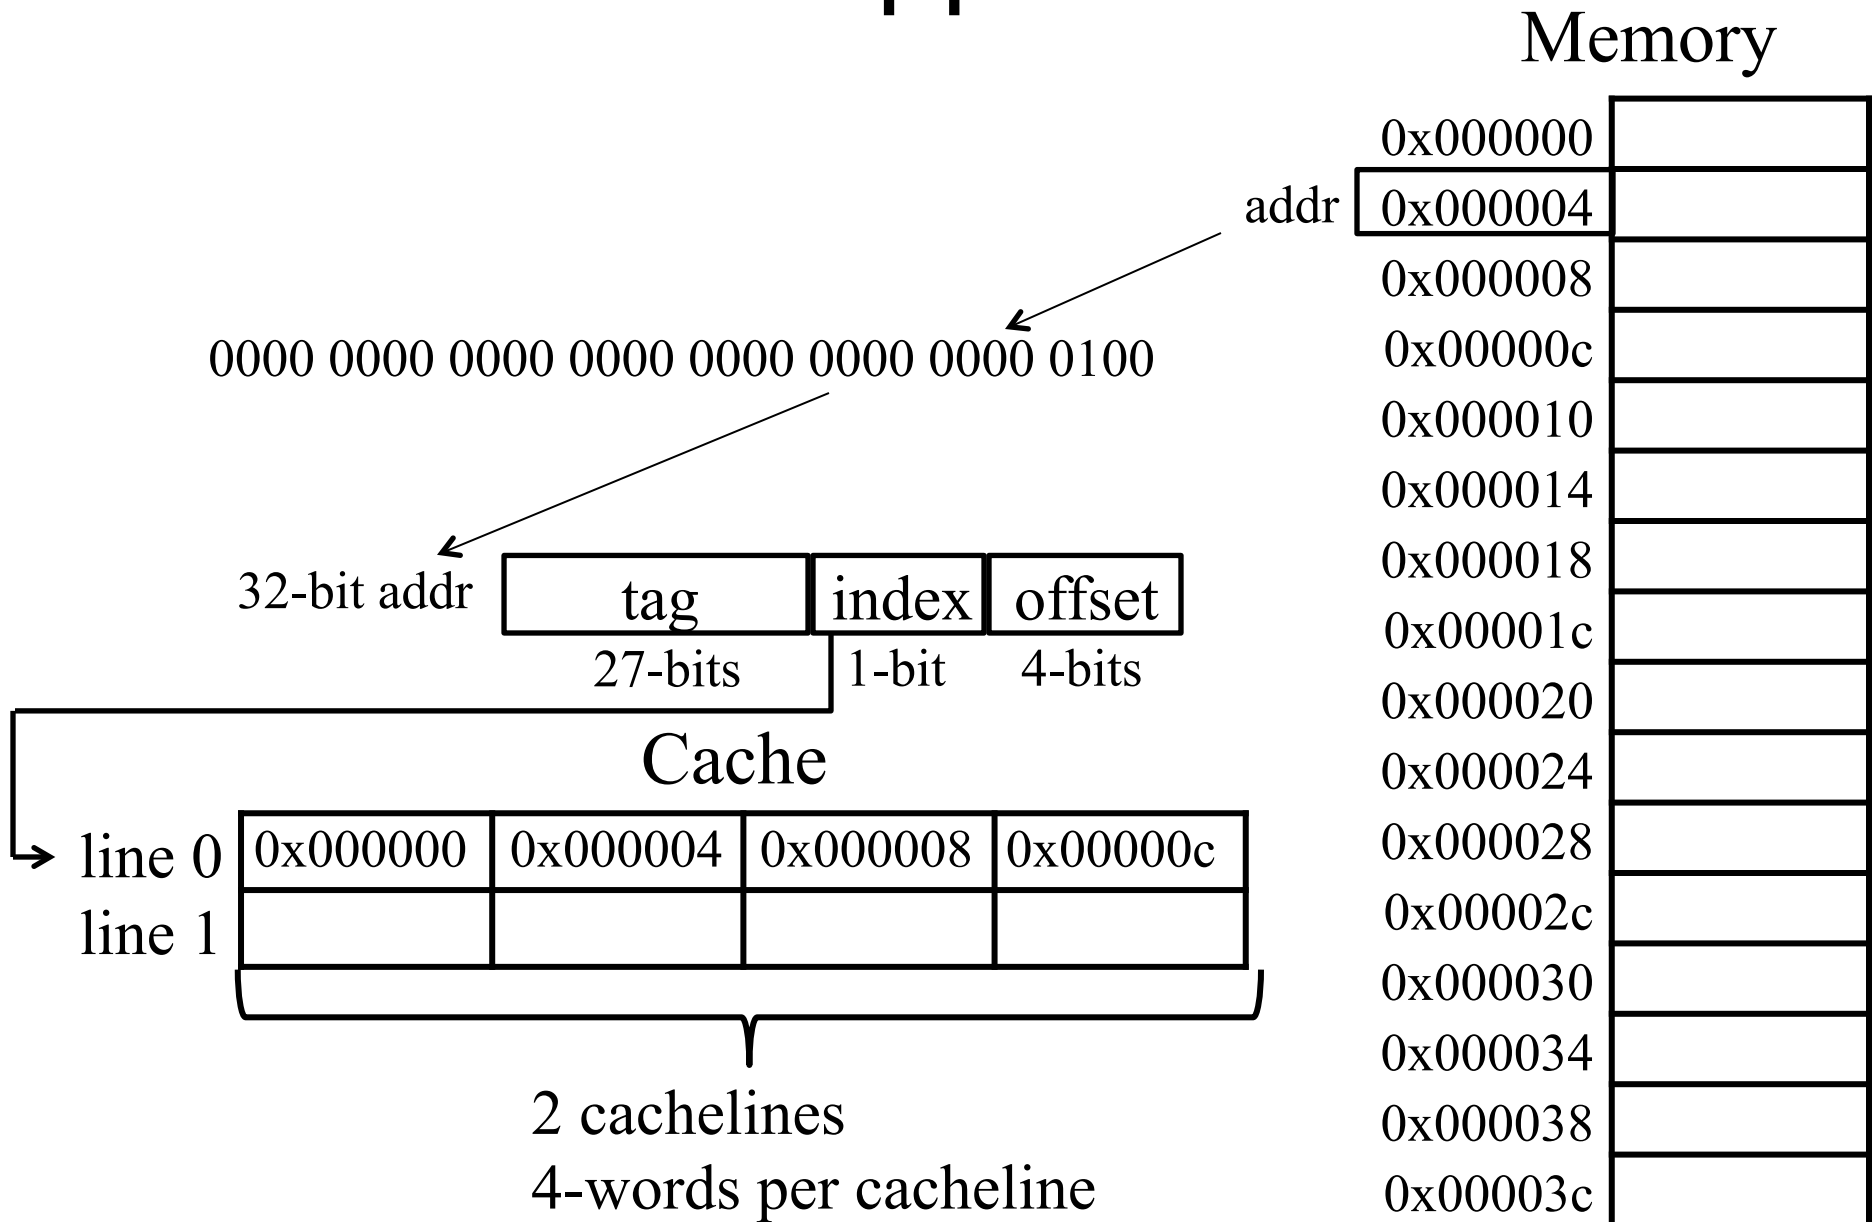 Memory
0x000000
addr 0x000004
0x000008
0000 0000 0000 0000 0000 0000 0000 0100
0x00000c
0x000010
0x000014
0x000018
32-bit addr tag index offset
0x00001c
27-bits 1-bit 4-bits
0x000020
Cache
0x000024
line 0 0x000000 0x000004 0x000008 0x00000c
0x000028
line 1
0x00002c
0x000030
0x000034
2 cachelines
0x000038
4-words per cacheline
0x00003c